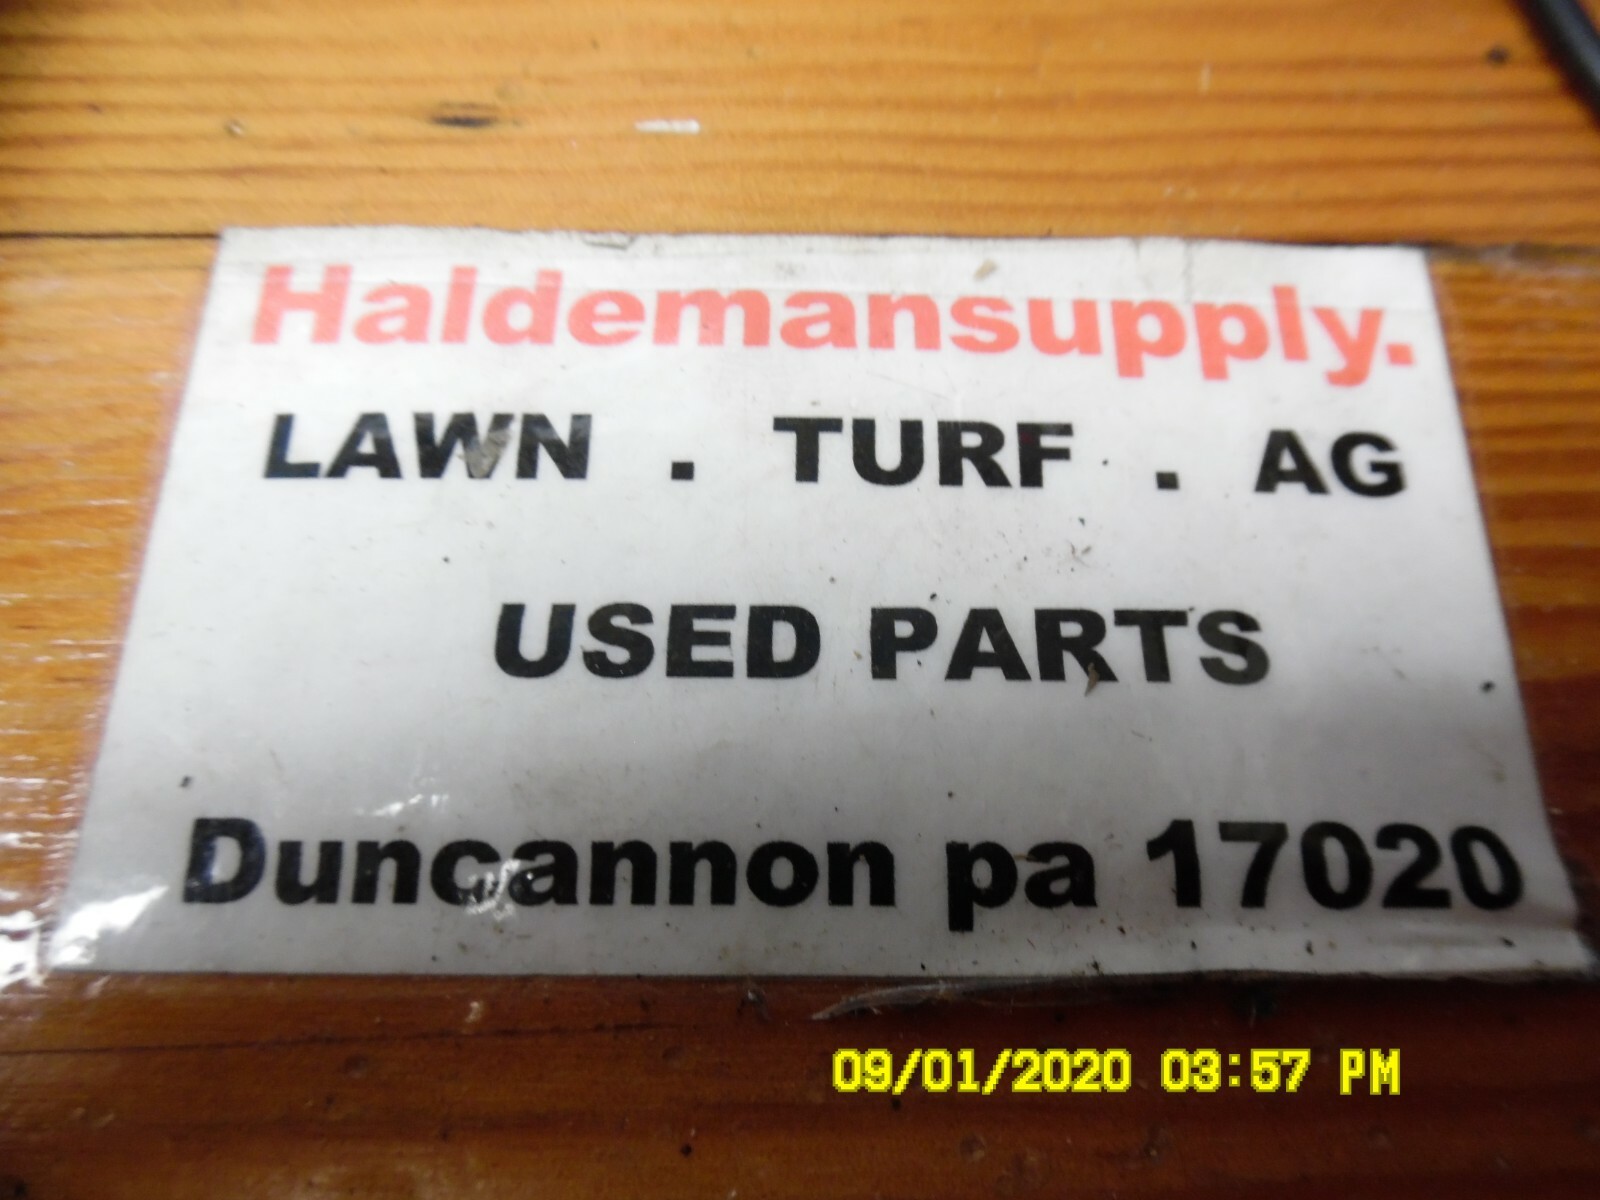 Haldemansupply.
LAWN . TURF . AG
USED PARTS
Duncannon pa 17020
09/01/2020 03:57 PM